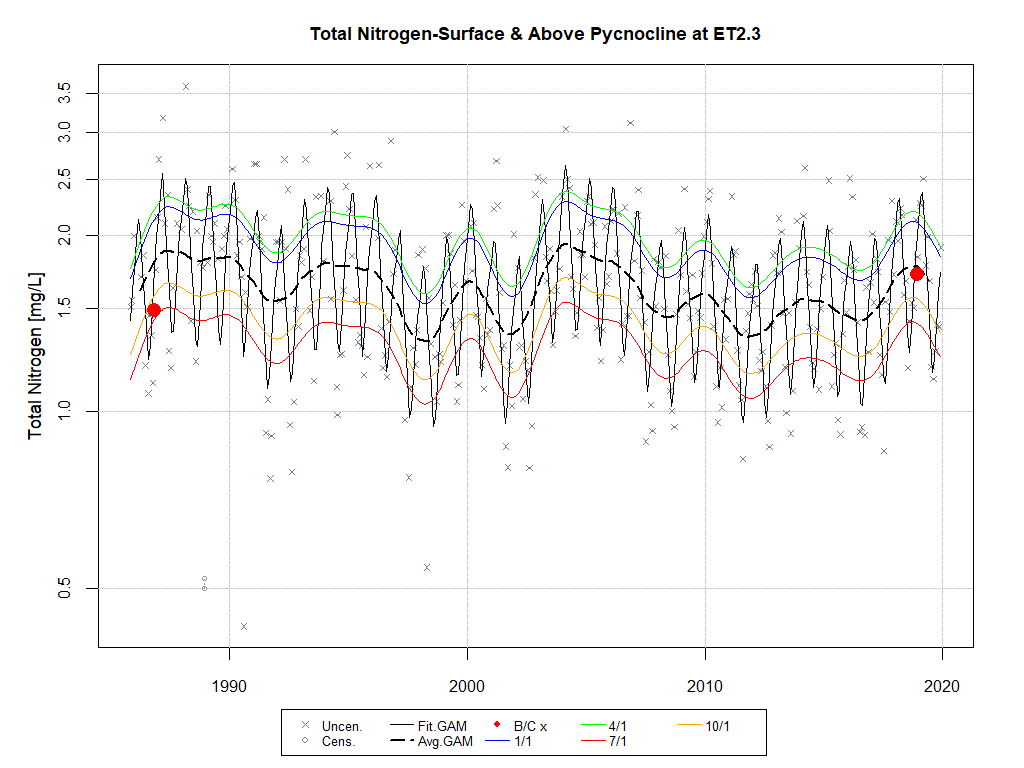 Total Nitrogen-Surface & Above Pycnocline at ET2.3
Total Nitrogen [mg/L]
3.5
3.0
2.5
2.0
1.5
1.0
0.5
1990 2000 2010 2020
Uncen. Fit.GAM B/C x 4/1 10/1
Cens. Avg.GAM 1/1 7/1